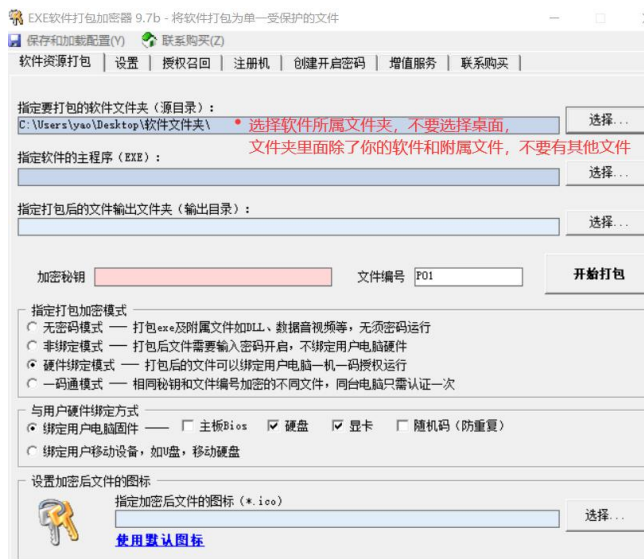 EXE软件打包加密器 9.7b - 将软件打包为单一受保护的文件
保存和加载配置(Y) 联系购买(Z)
软件资源打包 设置 授权召回 注册机 创建开启密码 增值服务 联系购买
指定要打包的软件文件夹（源目录）:
C:\Users\yao\Desktop\软件文件夹\ 选择...
* 选择软件所属文件夹，不要选择桌面，
文件夹里面除了你的软件和附属文件，不要有其他文件
指定软件的主程序（EXE）:
选择...
指定打包后的文件输出文件夹（输出目录）:
选择...
加密秘钥 文件编号 P01 开始打包
指定打包加密模式
无密码模式 —— 打包exe及附属文件如DLL、数据音视频等，无须密码运行
非绑定模式 —— 打包后文件需要输入密码开启，不绑定用户电脑硬件
硬件绑定模式 —— 打包后的文件可以绑定用户电脑一机一码授权运行
一码通模式 —— 相同秘钥和文件编号加密的不同文件，同台电脑只需认证一次
与用户硬件绑定方式
绑定用户电脑固件 —— 主板Bios 硬盘 显卡 随机码（防重复）
绑定用户移动设备，如U盘，移动硬盘
设置加密后文件的图标
指定加密后文件的图标（*.ico）
选择...
使用默认图标